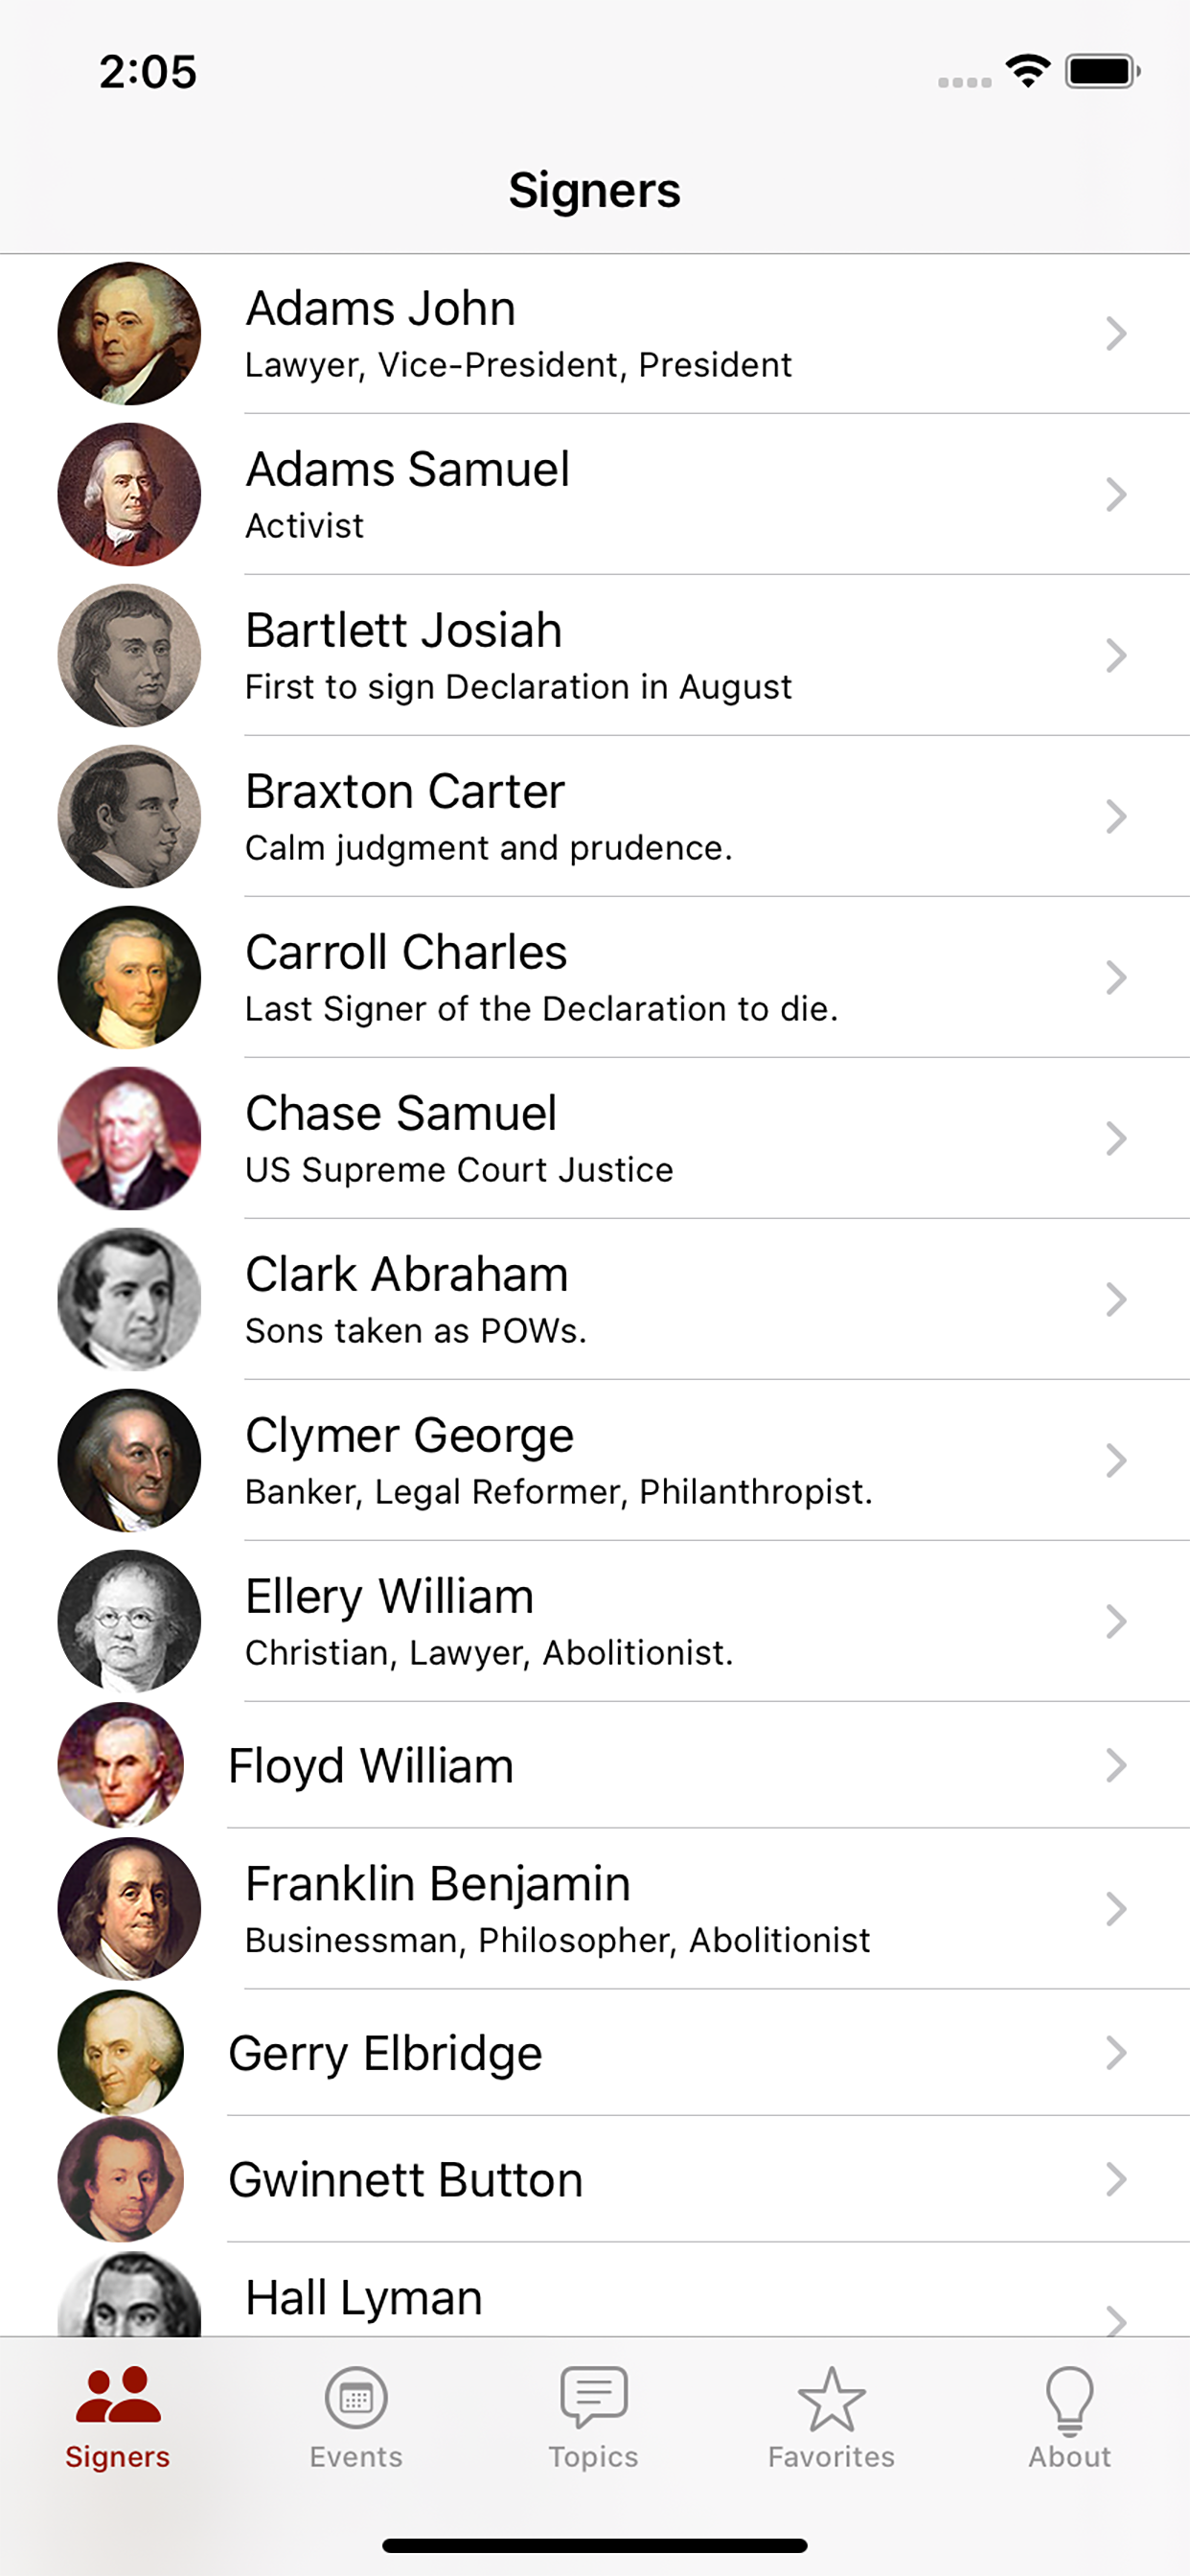 2:05
Signers
Adams John
Lawyer, Vice-President, President
Adams Samuel
Activist
Bartlett Josiah
First to sign Declaration in August
Braxton Carter
Calm judgment and prudence.
Carroll Charles
Last Signer of the Declaration to die.
Chase Samuel
US Supreme Court Justice
Clark Abraham
Sons taken as POWs.
Clymer George
Banker, Legal Reformer, Philanthropist.
Ellery William
Christian, Lawyer, Abolitionist.
Floyd William
Franklin Benjamin
Businessman, Philosopher, Abolitionist
Gerry Elbridge
Gwinnett Button
Hall Lyman
Signers
Events
Topics
Favorites
About